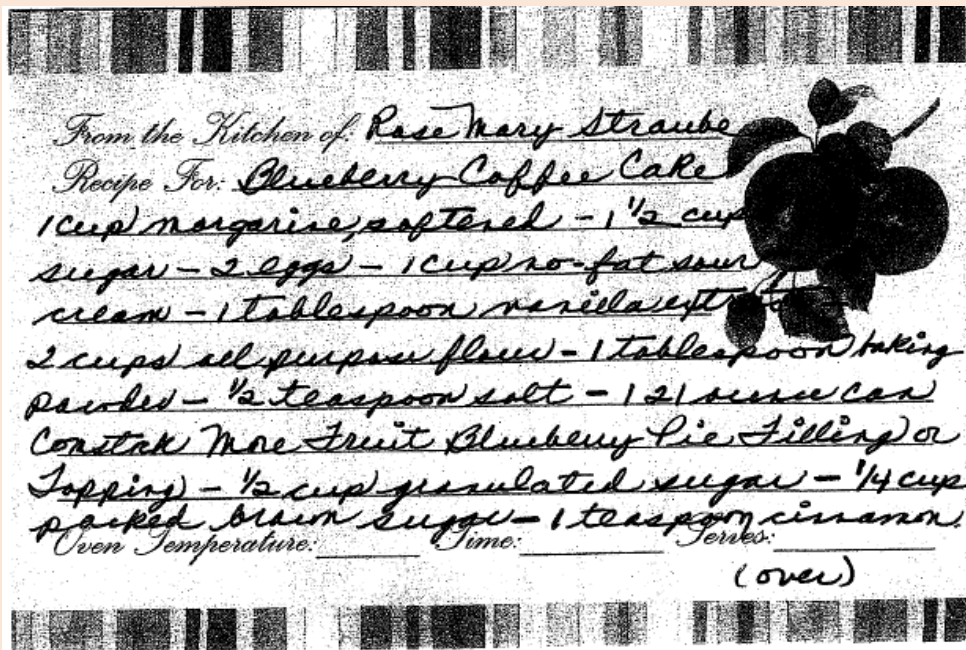 From the Kitchen of: Rose Mary Straube
Recipe For: Blueberry Coffee Cake
1 cup margarine, softened - 1 1/2 cup
sugar - 2 eggs - 1 cup no-fat sour
cream - 1 tablespoon vanilla extract
2 cups all purpose flour - 1 tablespoon baking
powder - 1/2 teaspoon salt - 1 21 ounce can
Comstock More Fruit Blueberry Pie Filling or
Topping - 1/2 cup granulated sugar - 1/4 cup
packed brown sugar - 1 teaspoon cinnamon.
Oven Temperature: Time: Serves:
(over)